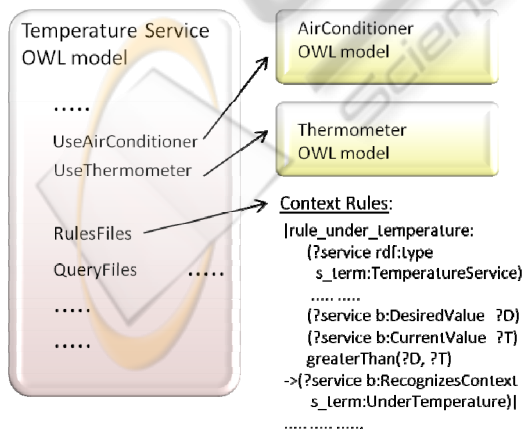 Temperature Service
OWL model
.....
UseAirConditioner
UseThermometer
RulesFiles
QueryFiles .....
.....
.....
AirConditioner
OWL model
Thermometer
OWL model
Context Rules:
|rule_under_temperature:
(?service rdf:type
s_term:TemperatureService)
..... .....
(?service b:DesiredValue ?D)
(?service b:CurrentValue ?T)
greaterThan(?D, ?T)
->(?service b:RecognizesContext
s_term:UnderTemperature)|
..... ..... ......